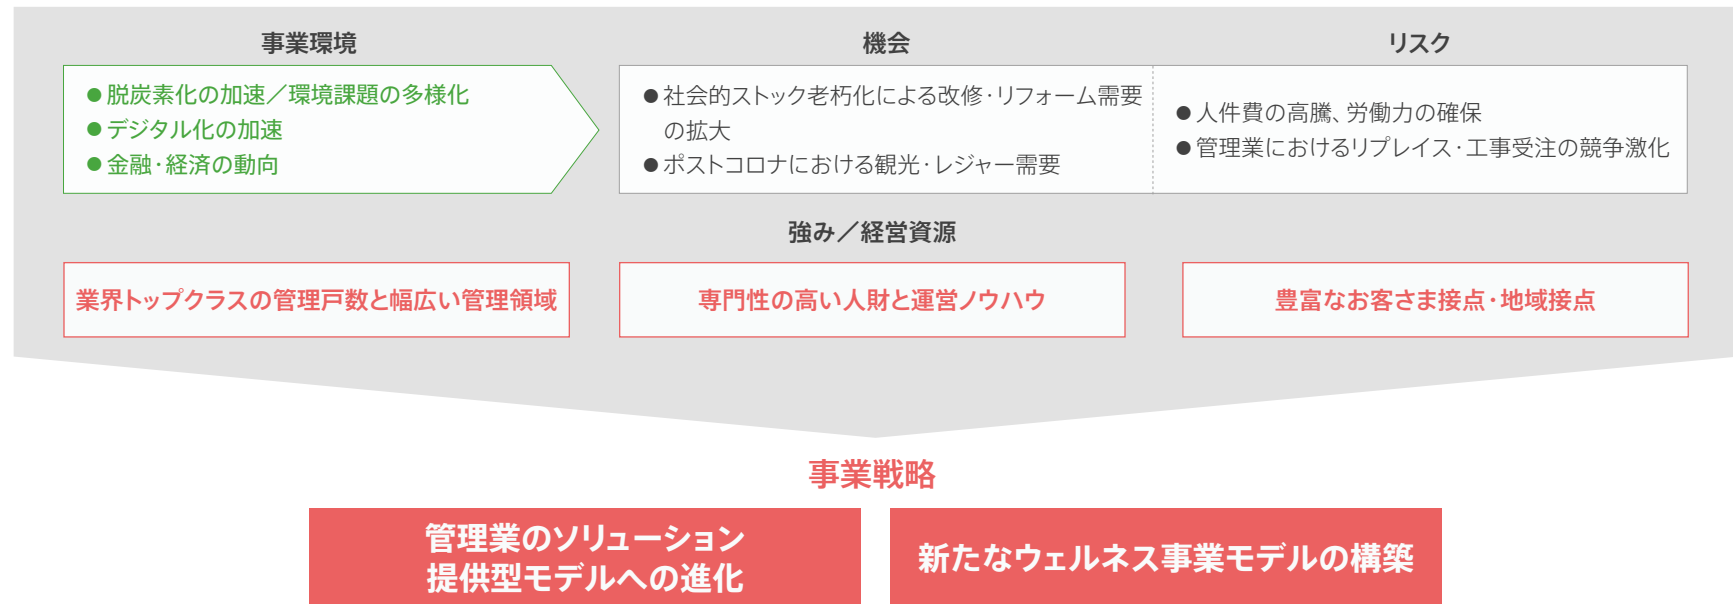 事業環境
●脱炭素化の加速／環境課題の多様化
●デジタル化の加速
●金融・経済の動向
機会
●社会的ストック老朽化による改修・リフォーム需要
の拡大
●ポストコロナにおける観光・レジャー需要
リスク
●人件費の高騰、労働力の確保
●管理業におけるリプレイス・工事受注の競争激化
強み／経営資源
業界トップクラスの管理戸数と幅広い管理領域
専門性の高い人財と運営ノウハウ
豊富なお客さま接点・地域接点
事業戦略
管理業のソリューション
提供型モデルへの進化
新たなウェルネス事業モデルの構築